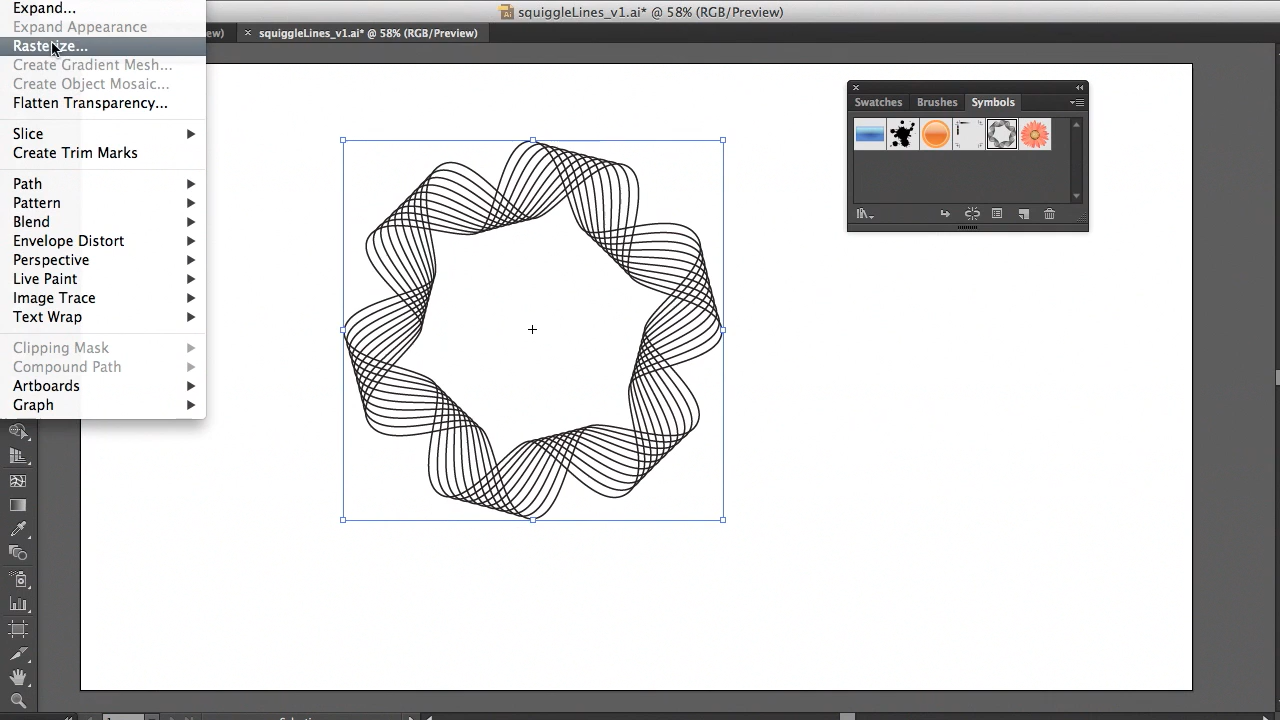 Expand...
squiggleLines_v1.ai* @ 58% (RGB/Preview)
Expand Appearance
squiggleLines_v1.ai* @ 58% (RGB/Preview)
Rasterize...
Create Gradient Mesh...
Create Object Mosaic...
Flatten Transparency...
Swatches Brushes Symbols
Slice
Create Trim Marks
Path
Pattern
Blend
Envelope Distort
Perspective
Live Paint
Image Trace
Text Wrap
Clipping Mask
Compound Path
Artboards
Graph